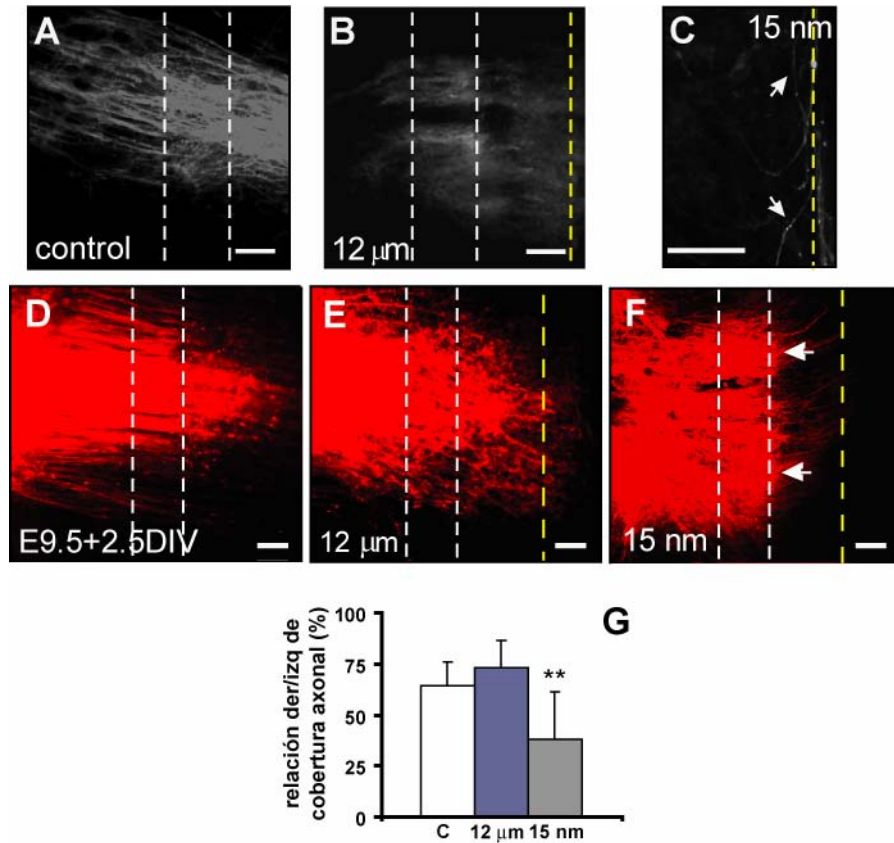 A
control
B
12 μm
C
15 nm
D
E9.5+2.5DIV
E
12 μm
F
15 nm
G
relación der/izq de
cobertura axonal (%)
100
75
50
25
0
**
C
12 μm
15 nm